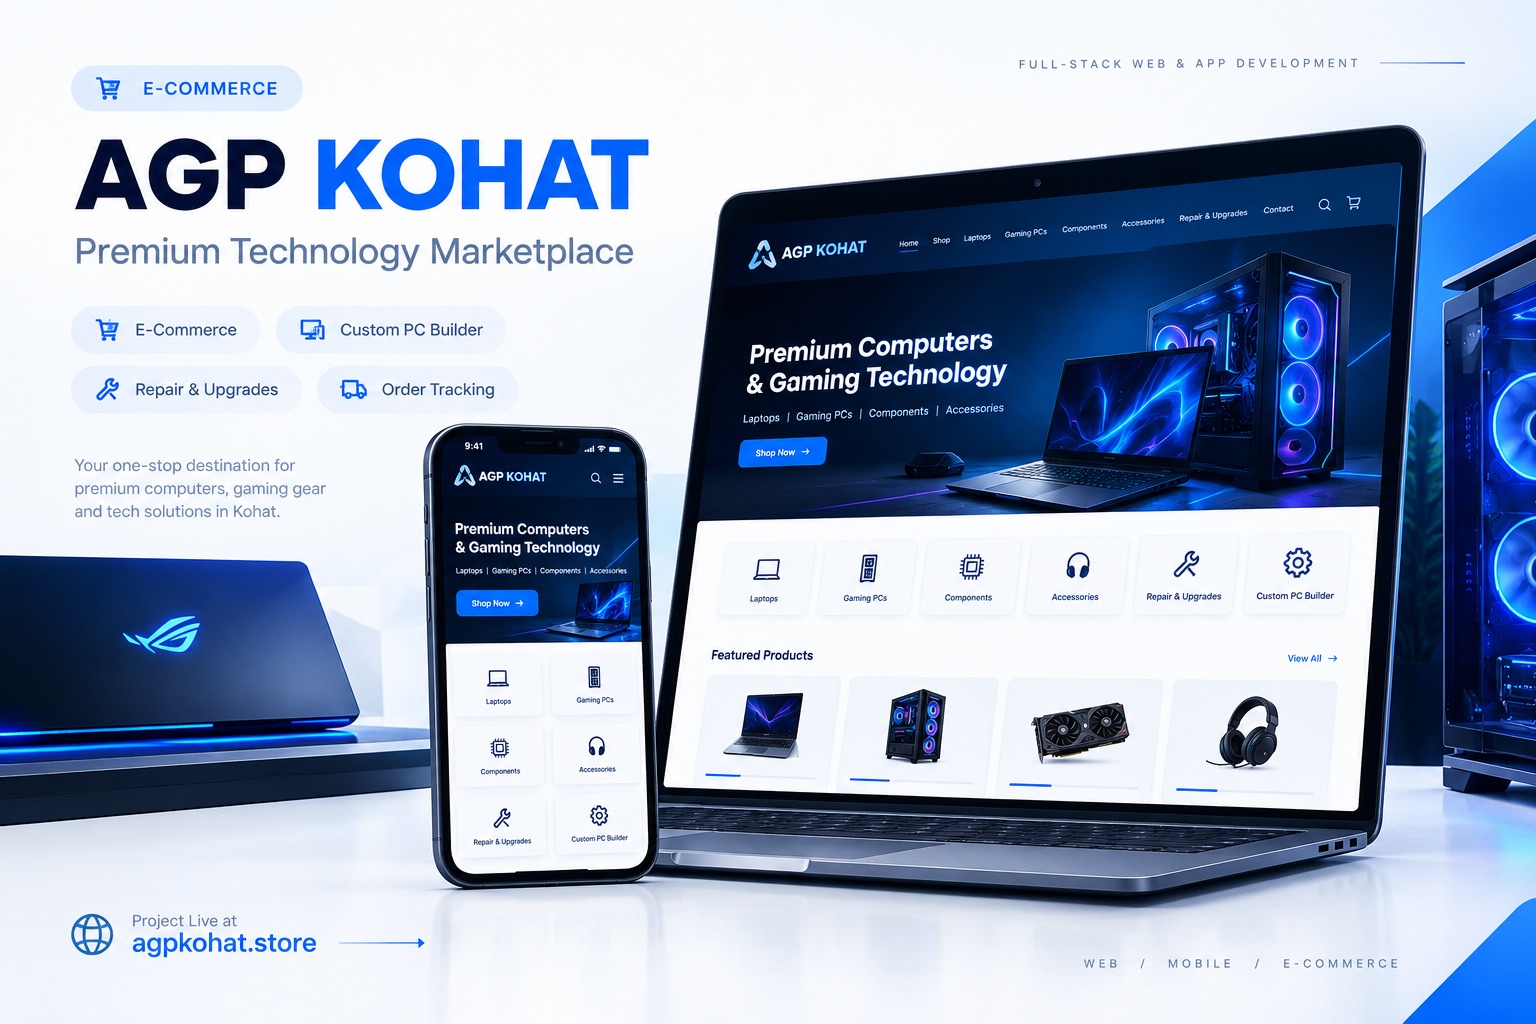 E-COMMERCE
FULL-STACK WEB & APP DEVELOPMENT
AGP KOHAT
Premium Technology Marketplace
E-Commerce
Custom PC Builder
Repair & Upgrades
Order Tracking
Your one-stop destination for
premium computers, gaming gear
and tech solutions in Kohat.
9:41
AGP KOHAT
Premium Computers
& Gaming Technology
Laptops | Gaming PCs | Components | Accessories
Shop Now →
Laptops
Gaming PCs
Components
Accessories
Repair & Upgrades
Custom PC Builder
AGP KOHAT
Home Shop Laptops Gaming PCs Components Accessories Repair & Upgrades Contact
Premium Computers
& Gaming Technology
Laptops | Gaming PCs | Components | Accessories
Shop Now →
Laptops
Gaming PCs
Components
Accessories
Repair & Upgrades
Custom PC Builder
Featured Products
View All →
Project Live at
agpkohat.store
WEB / MOBILE / E-COMMERCE